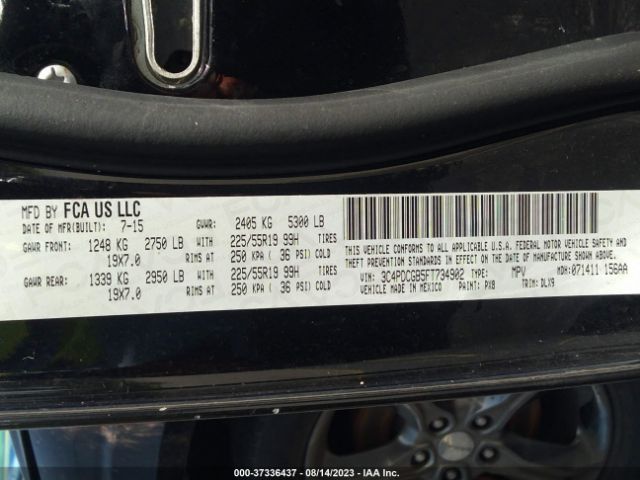 MFD BY FCA US LLC
DATE OF MFR(BUILT): 7-15 GVWR: 2405 KG 5300 LB
GAWR FRONT: 1248 KG 2750 LB WITH 225/55R19 99H TIRES
19X7.0 RIMS AT 250 KPA ( 36 PSI) COLD
GAWR REAR: 1339 KG 2950 LB WITH 225/55R19 99H TIRES
19X7.0 RIMS AT 250 KPA ( 36 PSI) COLD
THIS VEHICLE CONFORMS TO ALL APPLICABLE U.S.A. FEDERAL MOTOR VEHICLE SAFETY AND
THEFT PREVENTION STANDARDS IN EFFECT ON THE DATE OF MANUFACTURE SHOWN ABOVE.
VIN: 3C4PDCGB5FT734902 TYPE: MPV MDH: 071411 156AA
VEHICLE MADE IN MEXICO PAINT: PX8 TRIM: DLX9
000-37336437 - 08/14/2023 - IAA Inc.